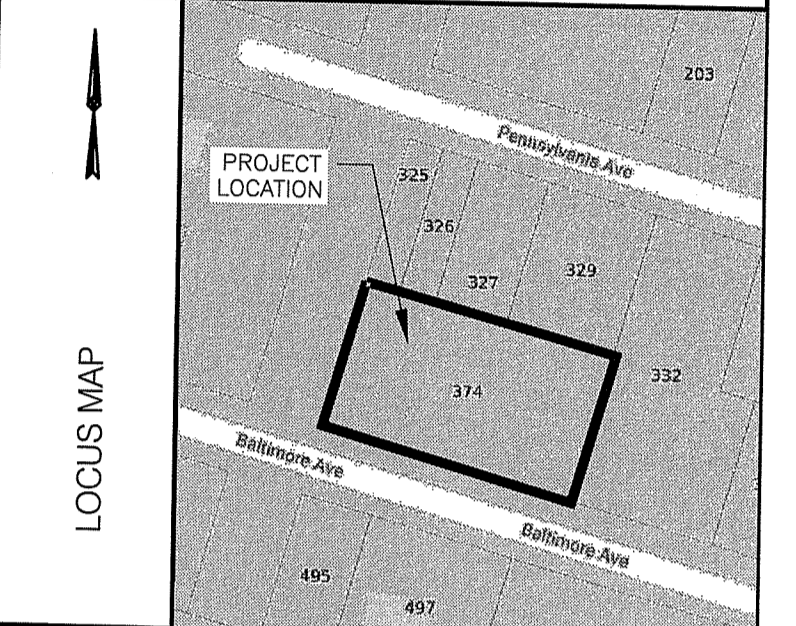 LOCUS MAP
203
Pennsylvania Ave
PROJECT
LOCATION
325
326
327
329
332
374
Baltimore Ave
Baltimore Ave
495
497